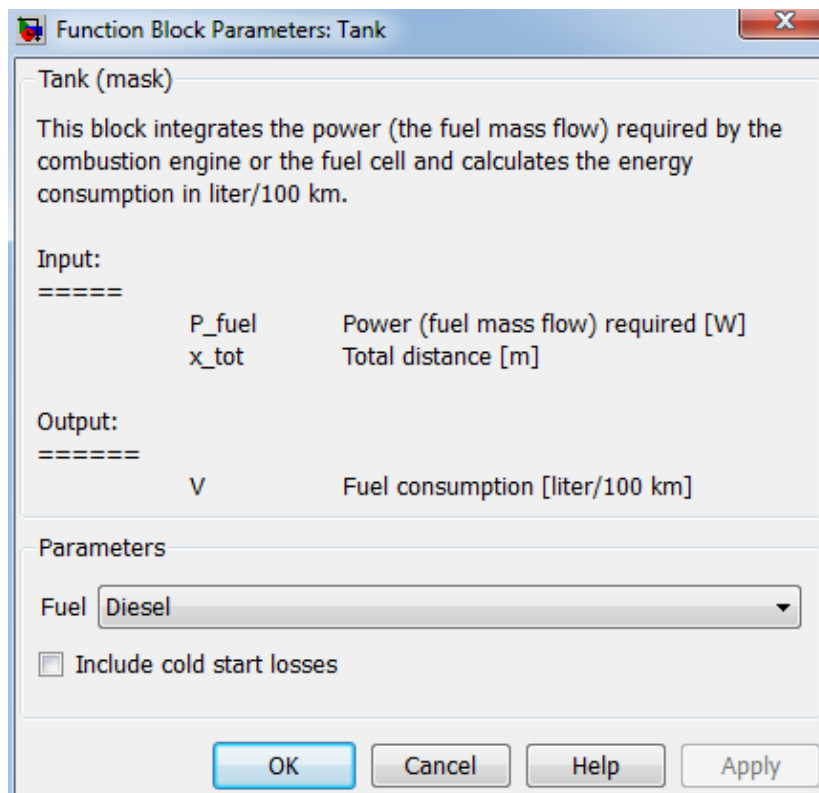 Function Block Parameters: Tank
Tank (mask)
This block integrates the power (the fuel mass flow) required by the
combustion engine or the fuel cell and calculates the energy
consumption in liter/100 km.
Input:
=====
P_fuel Power (fuel mass flow) required [W]
x_tot Total distance [m]
Output:
======
V Fuel consumption [liter/100 km]
Parameters
Fuel Diesel
Include cold start losses
OK Cancel Help Apply